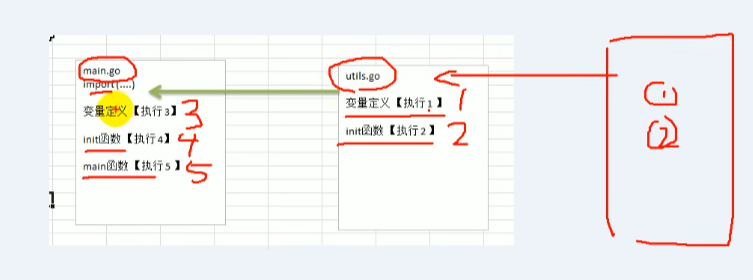 main.go
import(....)
变量定义【执行3】3
init函数【执行4】4
main函数【执行5】5
utils.go
变量定义【执行1】1
init函数【执行2】2
①
②